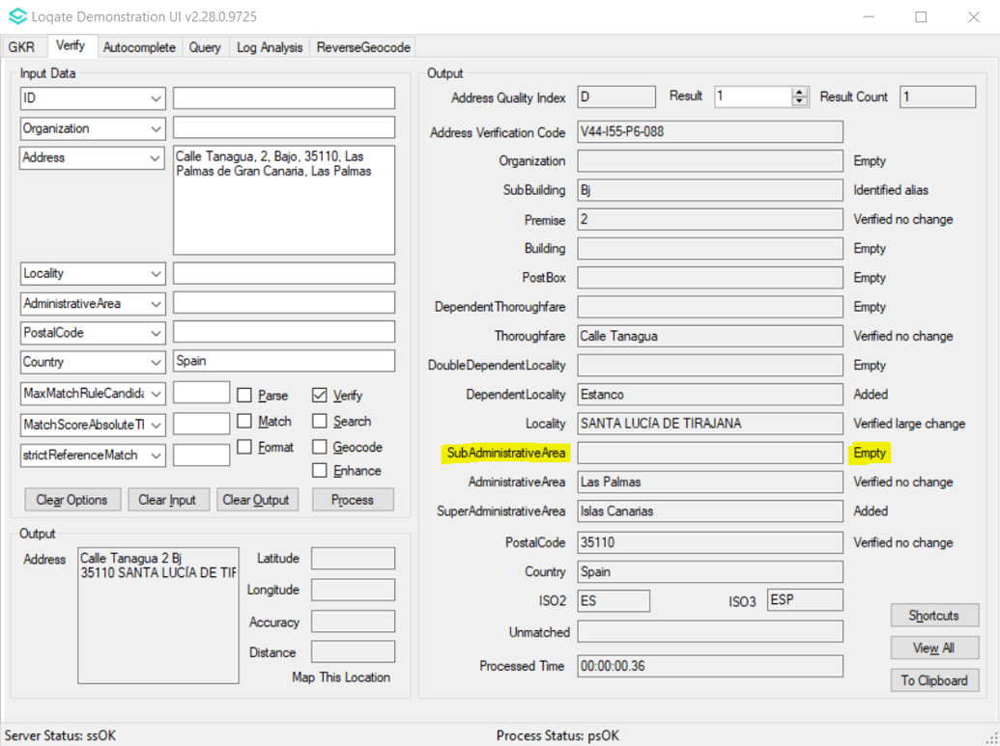 Loqate Demonstration UI v2.28.0.9725
GKR Verify Autocomplete Query Log Analysis ReverseGeocode
Input Data
ID
Organization
Address
Calle Tanagua, 2, Bajo, 35110, Las
Palmas de Gran Canaria, Las Palmas
Locality
AdministrativeArea
PostalCode
Country Spain
MaxMatchRuleCandida Parse Verify
MatchScoreAbsoluteTl Match Search
strictReferenceMatch Format Geocode
Enhance
Clear Options Clear Input Clear Output Process
Output
Address
Calle Tanagua 2 Bj
35110 SANTA LUCÍA DE TIF
Latitude
Longitude
Accuracy
Distance
Map This Location
Output
Address Quality Index D Result 1 Result Count 1
Address Verification Code V44-I55-P6-088
Organization Empty
SubBuilding Bj Identified alias
Premise 2 Verified no change
Building Empty
PostBox Empty
DependentThoroughfare Empty
Thoroughfare Calle Tanagua Verified no change
DoubleDependentLocality Empty
DependentLocality Estanco Added
Locality SANTA LUCÍA DE TIRAJANA Verified large change
SubAdministrativeArea Empty
AdministrativeArea Las Palmas Verified no change
SuperAdministrativeArea Islas Canarias Added
PostalCode 35110 Verified no change
Country Spain
ISO2 ES ISO3 ESP
Unmatched
Processed Time 00:00:00.36
Shortcuts
View All
To Clipboard
Server Status: ssOK Process Status: psOK